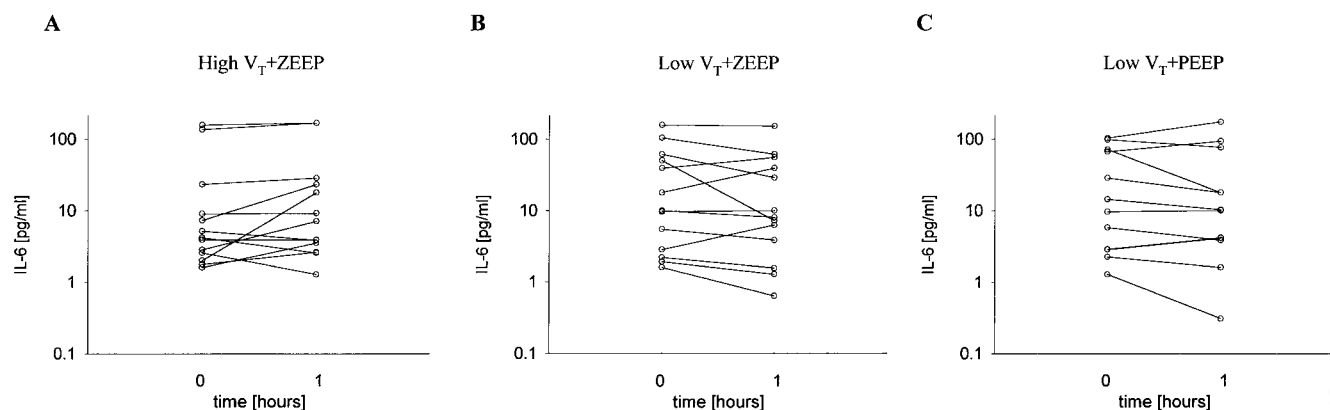 A
High V_T+ZEEP
IL-6 [pg/ml]
100
10
1
0.1
0 1
time [hours]
B
Low V_T+ZEEP
IL-6 [pg/ml]
100
10
1
0.1
0 1
time [hours]
C
Low V_T+PEEP
IL-6 [pg/ml]
100
10
1
0.1
0 1
time [hours]